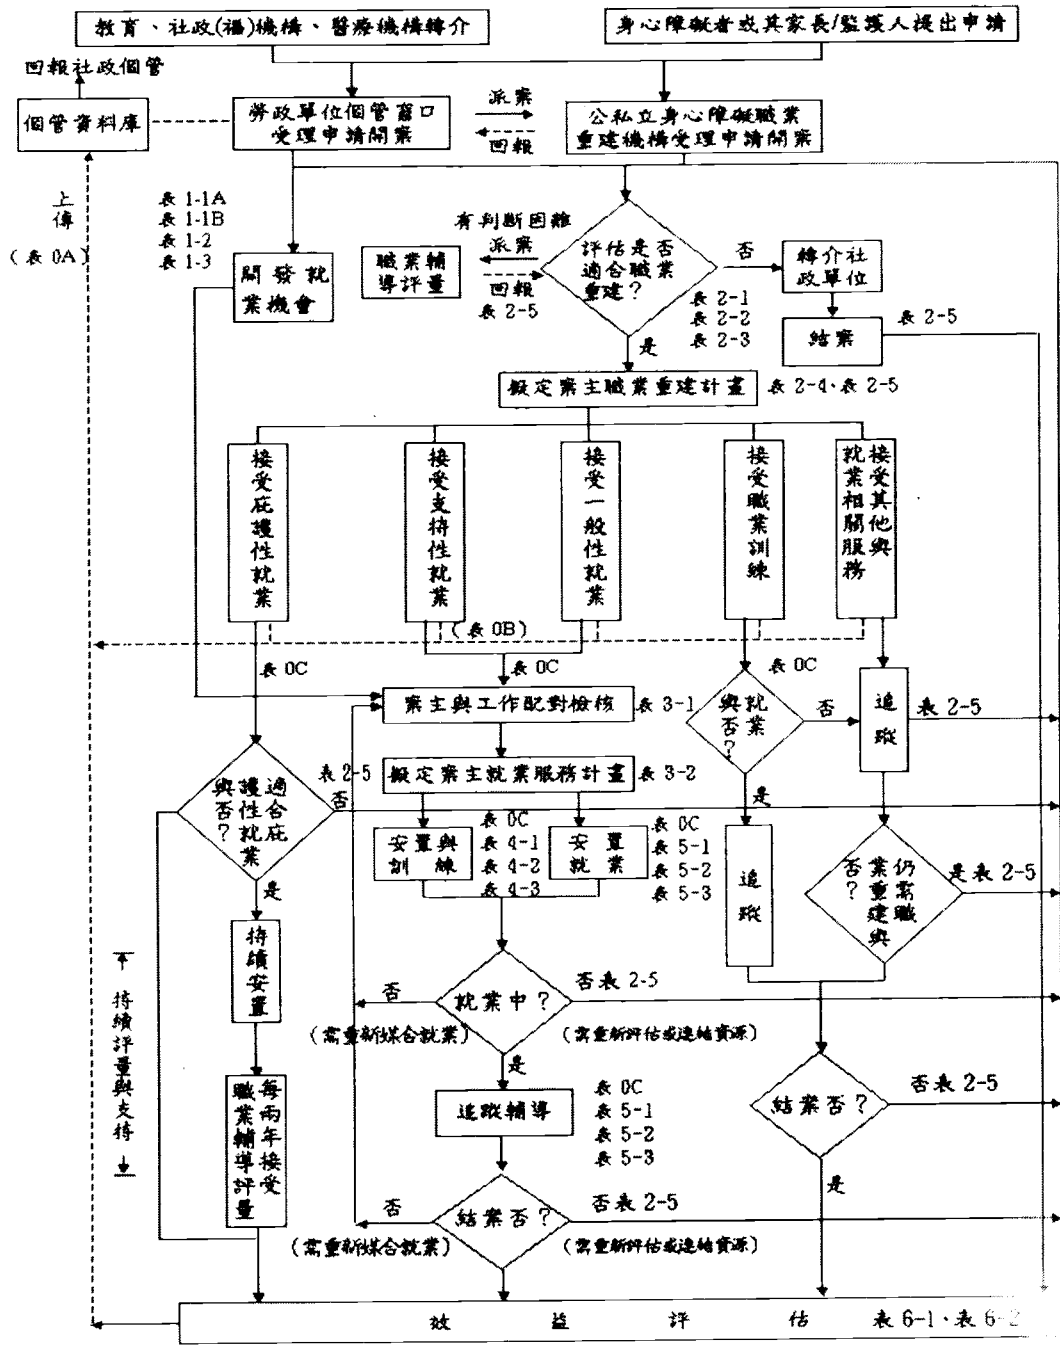 教育、社政(福)機構、醫療機構轉介
身心障礙者或其家長/監護人提出申請
回報社政個管
個管資料庫
勞政單位個管窗口
受理申請開案
派案
回報
公私立身心障礙職業
重建機構受理申請開案
上傳
(表 0A)
表 1-1A
表 1-1B
表 1-2
表 1-3
開發就
業機會
有判斷困難
派案
回報
表 2-5
職業輔
導評量
評估是否
適合職業
重建？
否
轉介社
政單位
表 2-1
表 2-2
表 2-3
是
結案
表 2-5
擬定案主職業重建計畫
表 2-4、表 2-5
接受庇護性就業
接受支持性就業
接受一般性就業
接受職業訓練
接受其他與
就業相關服務
(表 0B)
表 0C
表 0C
表 0C
案主與工作配對檢核
表 3-1
就業
與否？
否
追蹤
表 2-5
適合庇
護性就業
與否？
表 2-5
否
擬定案主就業服務計畫
表 3-2
是
安置與
訓練
表 0C
表 4-1
表 4-2
表 4-3
安置
就業
表 0C
表 5-1
表 5-2
表 5-3
追蹤
仍需職
業重建與
否？
是表 2-5
是
持續安置
持續評量與支持
否
就業中？
否表 2-5
(需重新媒合就業)
(需重新評估或連結資源)
是
每兩年接受
職業輔導評量
追蹤輔導
表 0C
表 5-1
表 5-2
表 5-3
結案否？
否表 2-5
是
否
結案否？
否表 2-5
(需重新媒合就業)
(需重新評估或連結資源)
效益評估
表 6-1、表 6-2